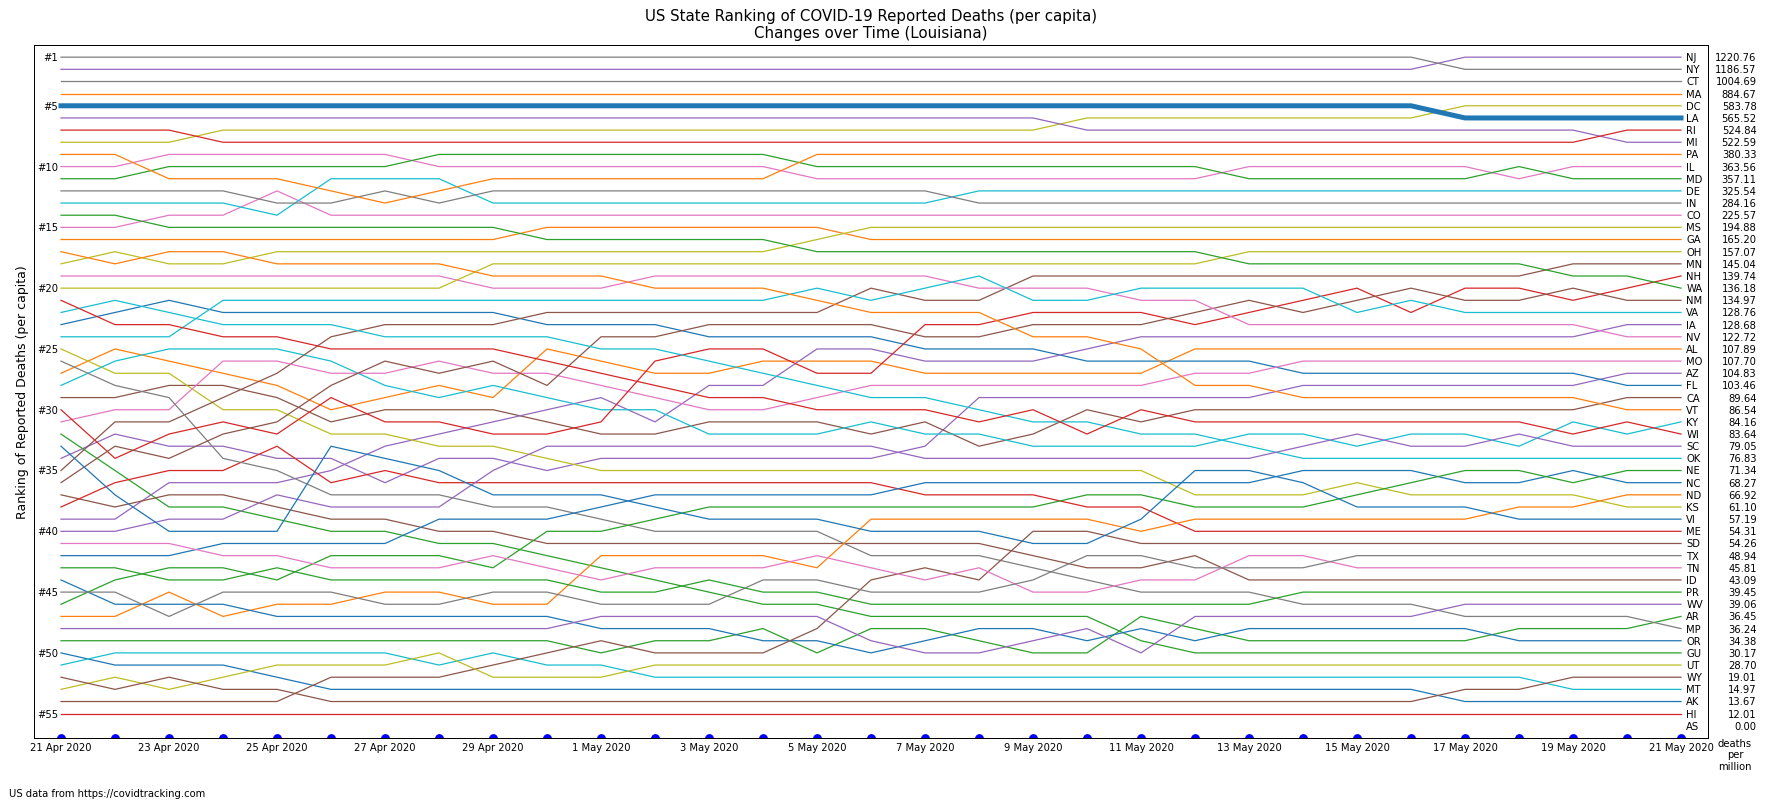 US State Ranking of COVID-19 Reported Deaths (per capita)
Changes over Time (Louisiana)
Ranking of Reported Deaths (per capita)
#1
#5
#10
#15
#20
#25
#30
#35
#40
#45
#50
#55
NJ 1220.76
NY 1186.57
CT 1004.69
MA 884.67
DC 583.78
LA 565.52
RI 524.84
MI 522.59
PA 380.33
IL 363.56
MD 357.11
DE 325.54
IN 284.16
CO 225.57
MS 194.88
GA 165.20
OH 157.07
MN 145.04
NH 139.74
WA 136.18
NM 134.97
VA 128.76
IA 128.68
NV 122.72
AL 107.89
MO 107.70
AZ 104.83
FL 103.46
CA 89.64
VT 86.54
KY 84.16
WI 83.64
SC 79.05
OK 76.83
NE 71.34
NC 68.27
ND 66.92
KS 61.10
VI 57.19
ME 54.31
SD 54.26
TX 48.94
TN 45.81
ID 43.09
PR 39.45
WV 39.06
AR 36.45
MP 36.24
OR 34.38
GU 30.17
UT 28.70
WY 19.01
MT 14.97
AK 13.67
HI 12.01
AS 0.00
21 Apr 2020 23 Apr 2020 25 Apr 2020 27 Apr 2020 29 Apr 2020 1 May 2020 3 May 2020 5 May 2020 7 May 2020 9 May 2020 11 May 2020 13 May 2020 15 May 2020 17 May 2020 19 May 2020 21 May 2020
deaths
per
million
US data from https://covidtracking.com